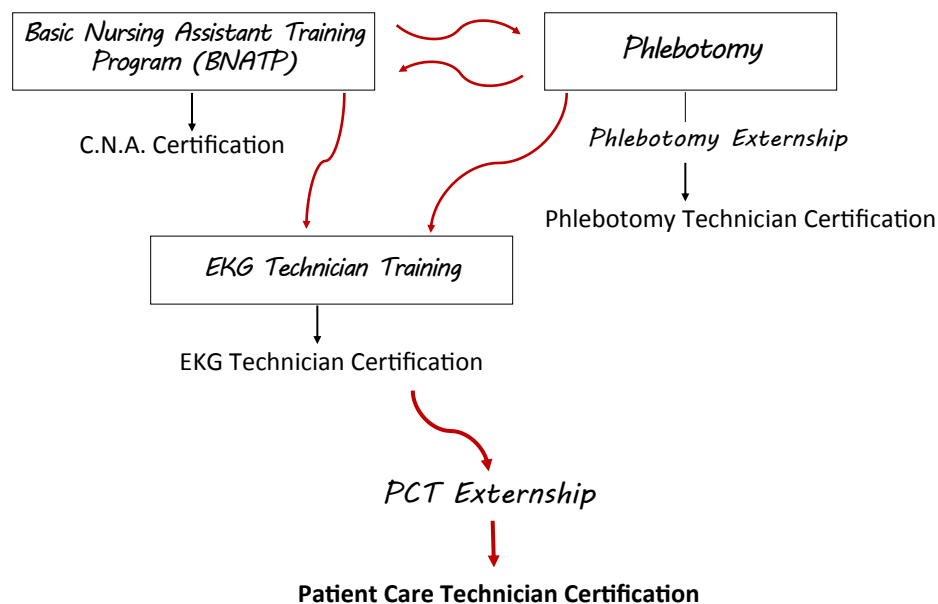 Basic Nursing Assistant Training
Program (BNATP)
Phlebotomy
C.N.A. Certification
Phlebotomy Externship
Phlebotomy Technician Certification
EKG Technician Training
EKG Technician Certification
PCT Externship
Patient Care Technician Certification